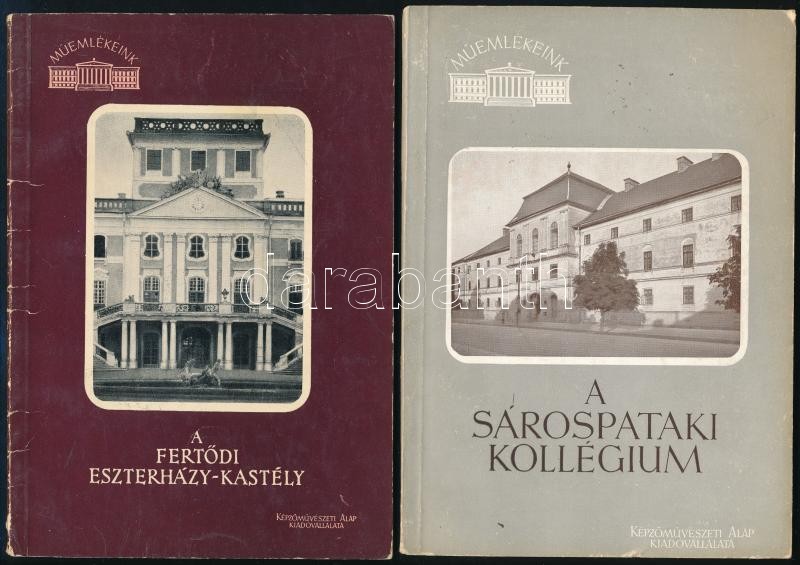 MŰEMLÉKEINK
A
FERTŐDI
ESZTERHÁZY-KASTÉLY
KÉPZŐMŰVÉSZETI ALAP
KIADÓVÁLLALATA
MŰEMLÉKEINK
A
SÁROSPATAKI
KOLLÉGIUM
KÉPZŐMŰVÉSZETI ALAP
KIADÓVÁLLALATA
darabanth